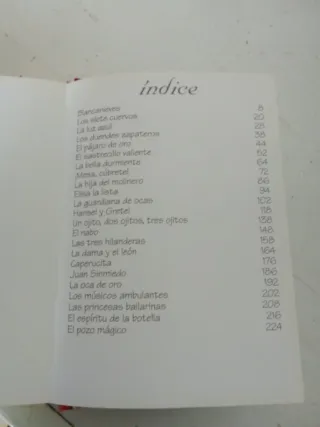 índice
Blancanieves 8
Los siete cuervos 20
La luz azul 28
Los duendes zapateros 38
El pájaro de oro 44
El sastrecillo valiente 52
La bella durmiente 64
Mesa, cúbrete! 72
La hija del molinero 86
Elisa la lista 94
La guardiana de ocas 102
Hansel y Gretel 118
Un ojito, dos ojitos, tres ojitos 138
El nabo 146
Las tres hilanderas 158
La dama y el león 164
Caperucita 176
Juan Sinmiedo 186
La oca de oro 192
Los músicos ambulantes 202
Las princesas bailarinas 208
El espíritu de la botella 216
El pozo mágico 224